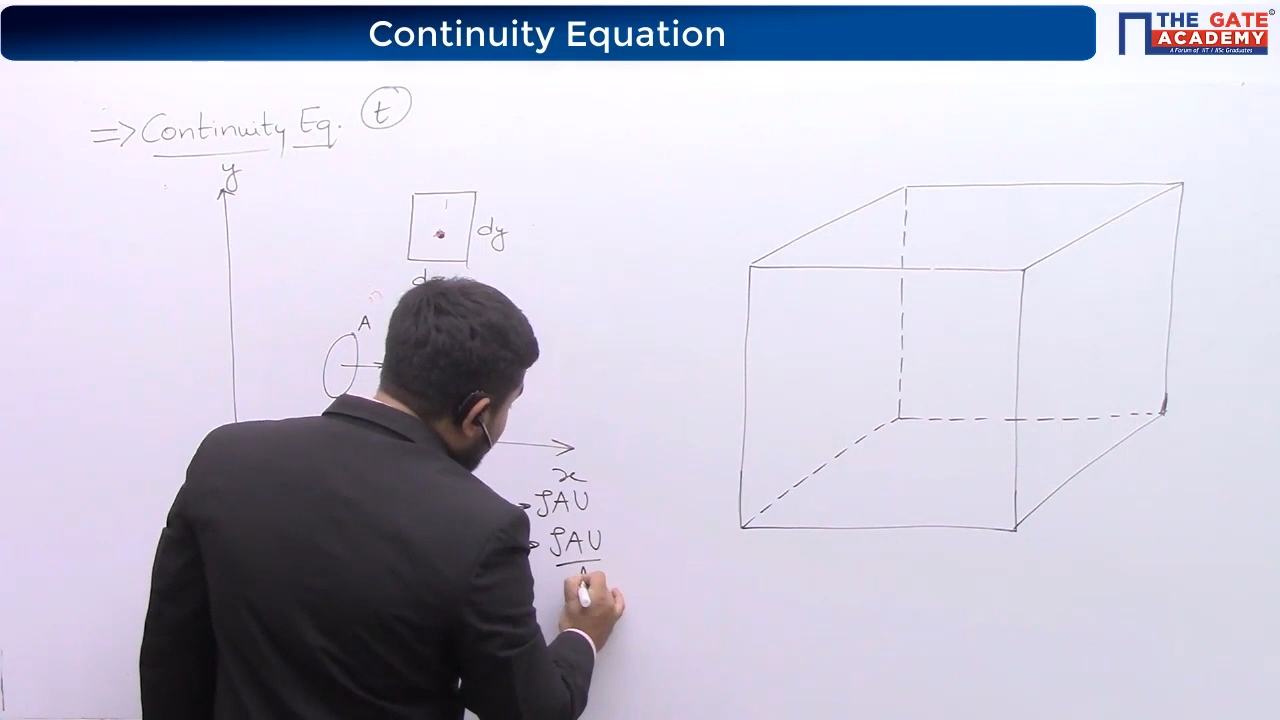 Continuity Equation
THE GATE ACADEMY
A Forum of IIT / IISc Graduates
©
=> Continuity Eq. t
y
dy
A
x
ρAU
ρAU
A